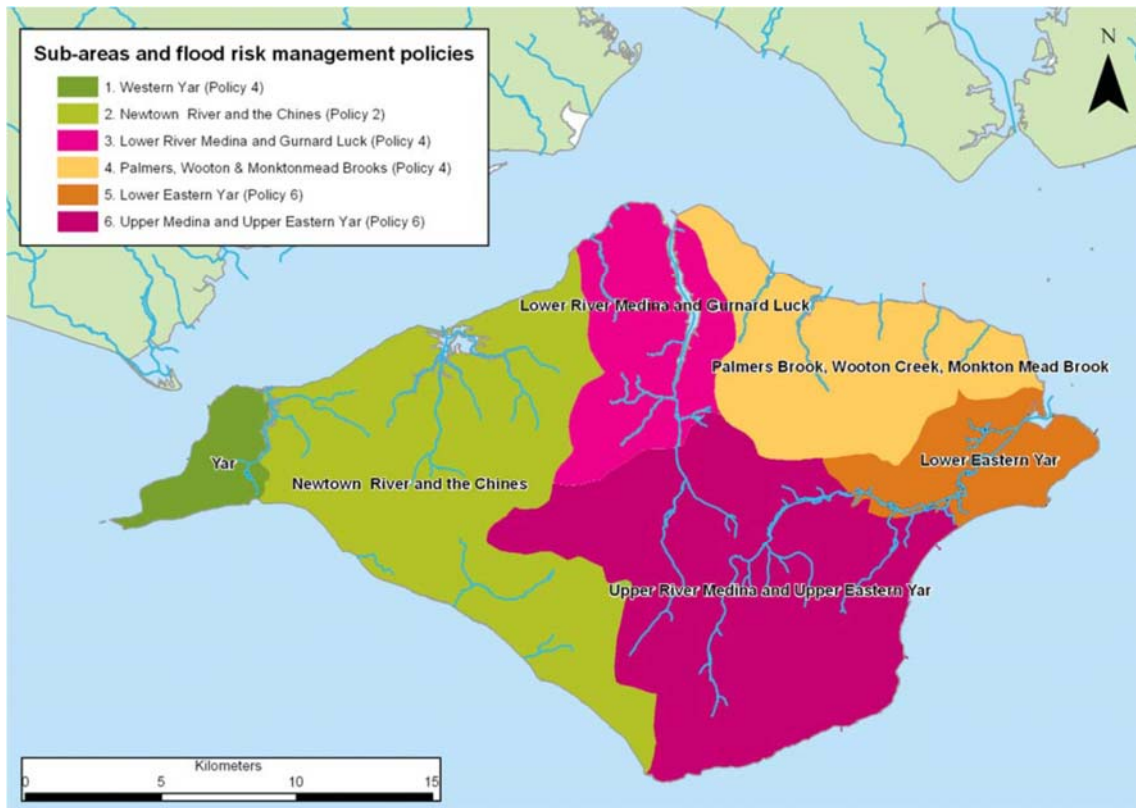 Sub-areas and flood risk management policies
1. Western Yar (Policy 4)
2. Newtown River and the Chines (Policy 2)
3. Lower River Medina and Gurnard Luck (Policy 4)
4. Palmers, Wooton & Monktonmead Brooks (Policy 4)
5. Lower Eastern Yar (Policy 6)
6. Upper Medina and Upper Eastern Yar (Policy 6)
N
Lower River Medina and Gurnard Luck
Palmers Brook, Wooton Creek, Monkton Mead Brook
Yar
Lower Eastern Yar
Newtown River and the Chines
Upper River Medina and Upper Eastern Yar
Kilometers
0 5 10 15